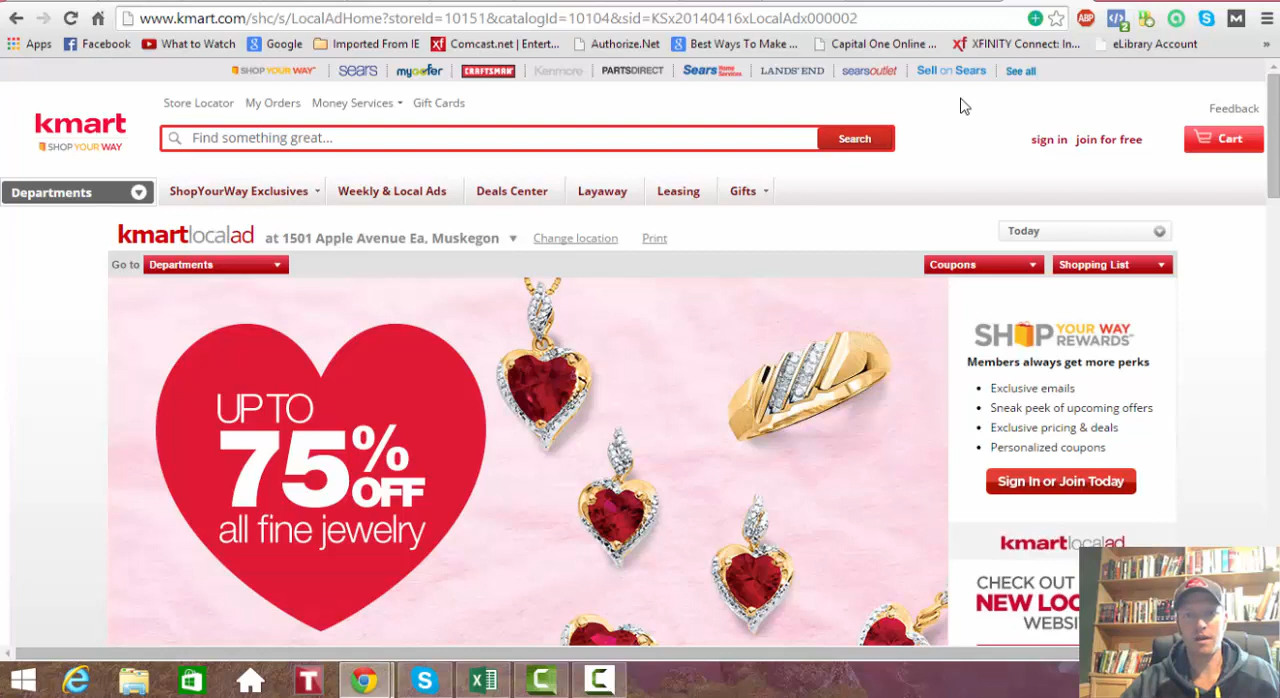 www.kmart.com/shc/s/LocalAdHome?storeId=10151&catalogId=10104&sid=KSx20140416xLocalAdx000002
ABP
2
Apps
Facebook
What to Watch
Google
Imported From IE
Comcast.net | Entert...
Authorize.Net
Best Ways To Make ...
Capital One Online ...
XFINITY Connect: In...
eLibrary Account
SHOP YOUR WAY
sears
mygofer
CRAFTSMAN
Kenmore
PARTSDIRECT
Sears Home Services
LANDS' END
searsoutlet
Sell on Sears
See all
Store Locator
My Orders
Money Services
Gift Cards
Feedback
kmart
SHOP YOUR WAY
Find something great...
Search
sign in
join for free
Cart
Departments
ShopYourWay Exclusives
Weekly & Local Ads
Deals Center
Layaway
Leasing
Gifts
kmartlocalad
at 1501 Apple Avenue Ea, Muskegon
Change location
Print
Today
Go to
Departments
Coupons
Shopping List
UP TO
75% OFF
all fine jewelry
SHOP YOUR WAY REWARDS
Members always get more perks
Exclusive emails
Sneak peek of upcoming offers
Exclusive pricing & deals
Personalized coupons
Sign In or Join Today
kmartlocalad
CHECK OUT
NEW
WEBSITE